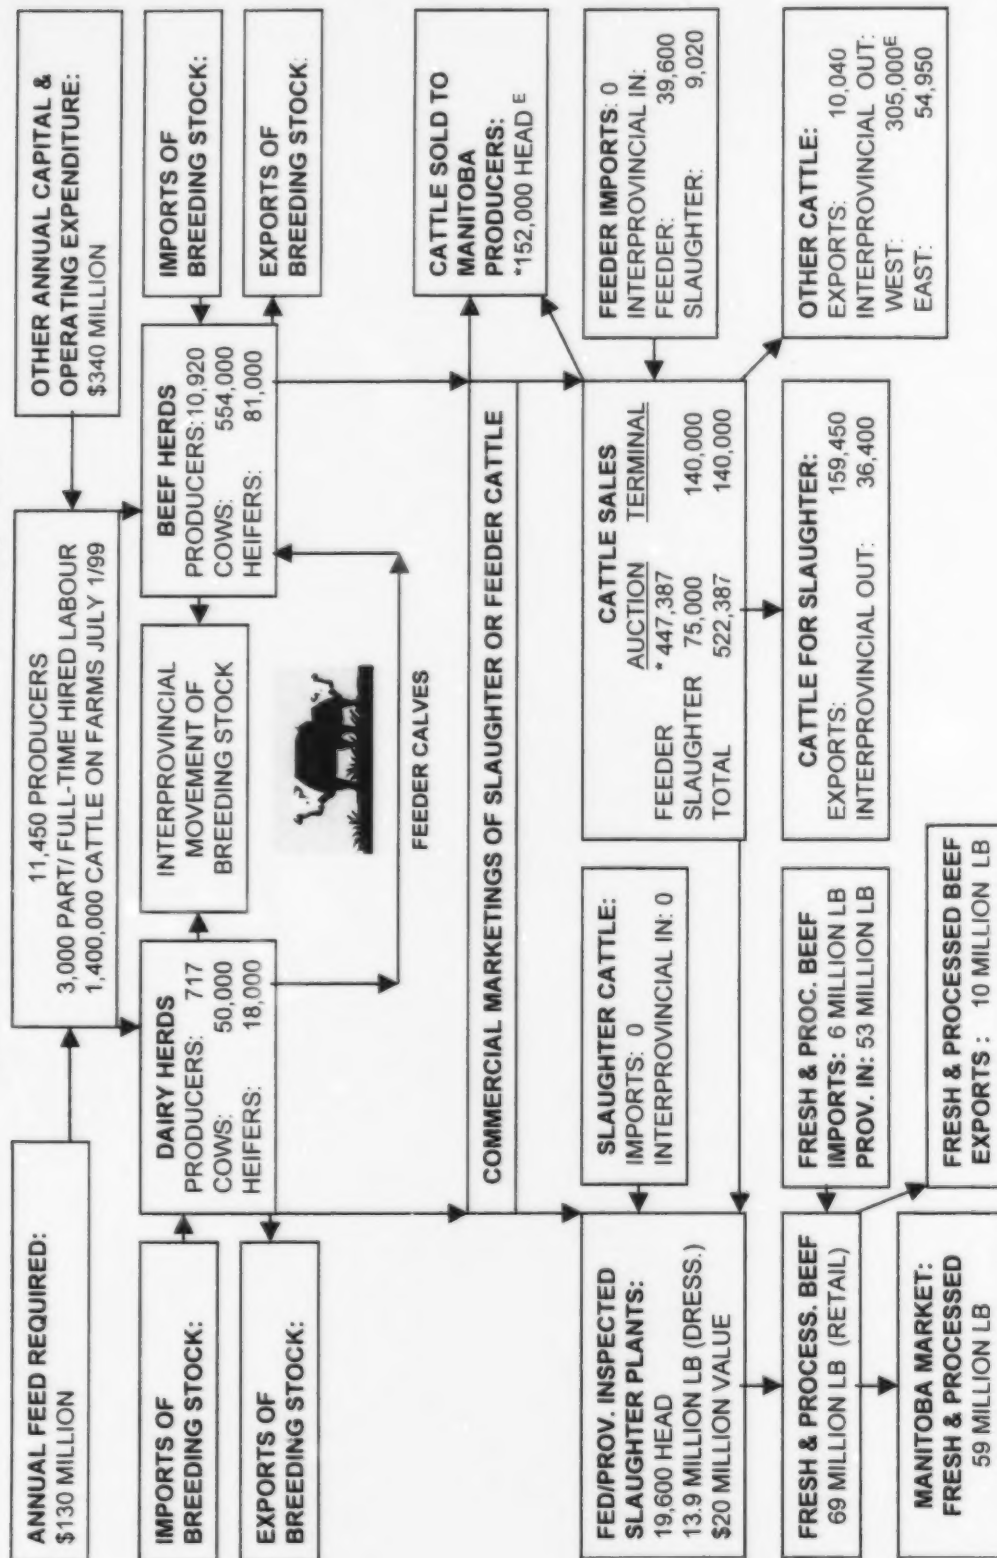 ANNUAL FEED REQUIRED:
$130 MILLION
11,450 PRODUCERS
3,000 PART/ FULL-TIME HIRED LABOUR
1,400,000 CATTLE ON FARMS JULY 1/99
OTHER ANNUAL CAPITAL &
OPERATING EXPENDITURE:
$340 MILLION
IMPORTS OF
BREEDING STOCK:
EXPORTS OF
BREEDING STOCK:
DAIRY HERDS
PRODUCERS: 717
COWS: 50,000
HEIFERS: 18,000
INTERPROVINCIAL
MOVEMENT OF
BREEDING STOCK
BEEF HERDS
PRODUCERS: 10,920
COWS: 554,000
HEIFERS: 81,000
IMPORTS OF
BREEDING STOCK:
EXPORTS OF
BREEDING STOCK:
FEEDER CALVES
COMMERCIAL MARKETINGS OF SLAUGHTER OR FEEDER CATTLE
CATTLE SOLD TO
MANITOBA
PRODUCERS:
*152,000 HEAD E
FED/PROV. INSPECTED
SLAUGHTER PLANTS:
19,600 HEAD
13.9 MILLION LB (DRESS.)
$20 MILLION VALUE
SLAUGHTER CATTLE:
IMPORTS: 0
INTERPROVINCIAL IN: 0
CATTLE SALES
AUCTION TERMINAL
FEEDER * 447,387
SLAUGHTER 75,000 140,000
TOTAL 522,387 140,000
FEEDER IMPORTS: 0
INTERPROVINCIAL IN:
FEEDER: 39,600
SLAUGHTER: 9,020
FRESH & PROCESS. BEEF
69 MILLION LB (RETAIL)
FRESH & PROC. BEEF
IMPORTS: 6 MILLION LB
PROV. IN: 53 MILLION LB
CATTLE FOR SLAUGHTER:
EXPORTS: 159,450
INTERPROVINCIAL OUT: 36,400
OTHER CATTLE:
EXPORTS: 10,040
INTERPROVINCIAL OUT:
WEST: 305,000E
EAST: 54,950
MANITOBA MARKET:
FRESH & PROCESSED
59 MILLION LB
FRESH & PROCESSED BEEF
EXPORTS : 10 MILLION LB